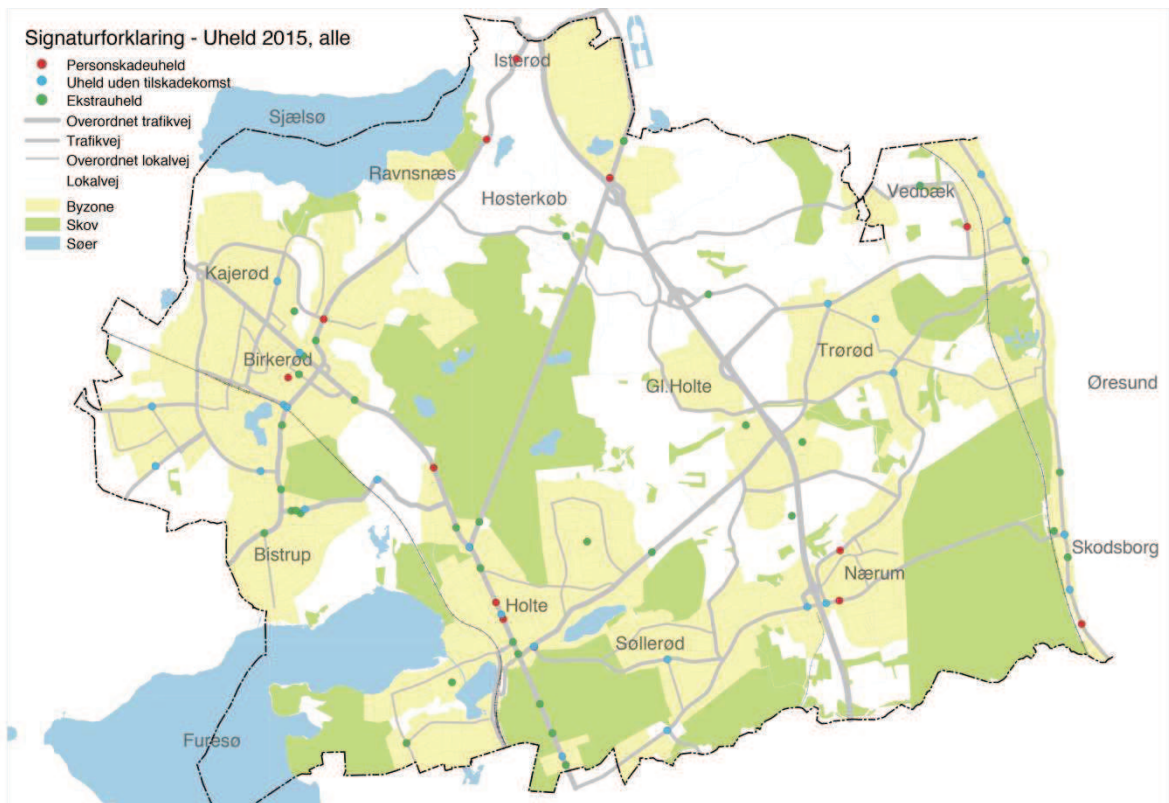 Signaturforklaring - Uheld 2015, alle
Personskadeuheld
Uheld uden tilskadekomst
Ekstrauheld
Overordnet trafikvej
Trafikvej
Overordnet lokalvej
Lokalvej
Byzone
Skov
Søer
Isterød
Sjælsø
Ravnsnæs
Høsterkøb
Vedbæk
Kajerød
Birkerød
Trørød
Gl.Holte
Øresund
Bistrup
Skodsborg
Nærum
Holte
Søllerød
Furesø